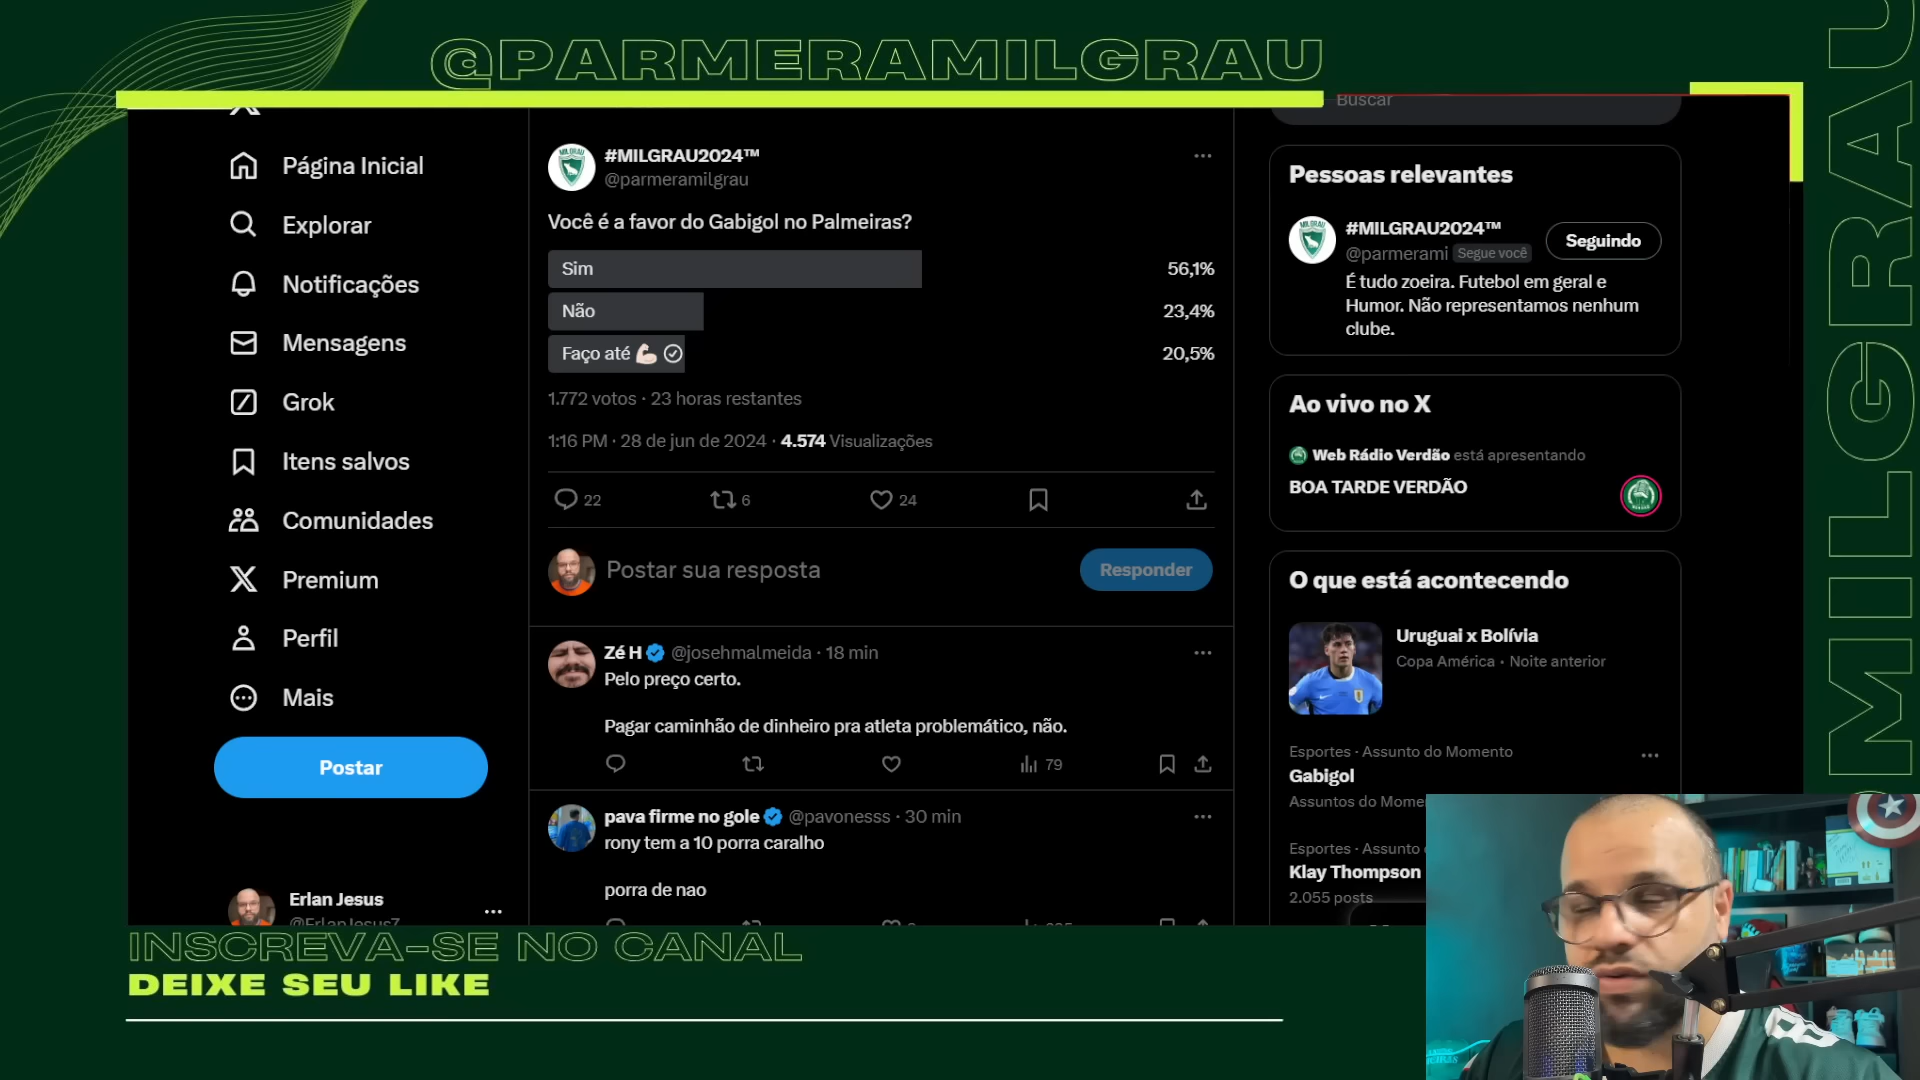 @PARMERAMILGRAU
MILGRAU
Página Inicial
Explorar
Notificações
Mensagens
Grok
Itens salvos
Comunidades
Premium
Perfil
Mais
Postar
Erlan Jesus
@ErlanJesus7
#MILGRAU2024™
@parmeramilgrau
Você é a favor do Gabigol no Palmeiras?
Sim 56,1%
Não 23,4%
Faço até 💪🏻 20,5%
1.772 votos · 23 horas restantes
1:16 PM · 28 de jun de 2024 · 4.574 Visualizações
22 6 24
Postar sua resposta
Responder
Zé H @josehmalmeida · 18 min
Pelo preço certo.
Pagar caminhão de dinheiro pra atleta problemático, não.
79
pava firme no gole @pavonesss · 30 min
rony tem a 10 porra caralho
porra de nao
Buscar
Pessoas relevantes
#MILGRAU2024™
@parmerami Segue você
Seguindo
É tudo zoeira. Futebol em geral e
Humor. Não representamos nenhum
clube.
Ao vivo no X
Web Rádio Verdão está apresentando
BOA TARDE VERDÃO
O que está acontecendo
Uruguai x Bolívia
Copa América · Noite anterior
Esportes · Assunto do Momento
Gabigol
Assuntos do Mome
Esportes · Assunto
Klay Thompson
2.055 posts
INSCREVA-SE NO CANAL
DEIXE SEU LIKE